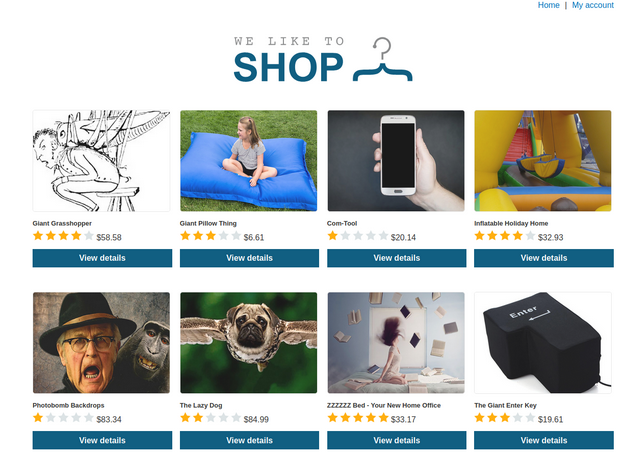 Home | My account
WE LIKE TO
SHOP
Giant Grasshopper
$58.58
View details
Giant Pillow Thing
$6.61
View details
Com-Tool
$20.14
View details
Inflatable Holiday Home
$32.93
View details
Photobomb Backdrops
$83.34
View details
The Lazy Dog
$84.99
View details
ZZZZZZ Bed - Your New Home Office
$33.17
View details
Enter
The Giant Enter Key
$19.61
View details